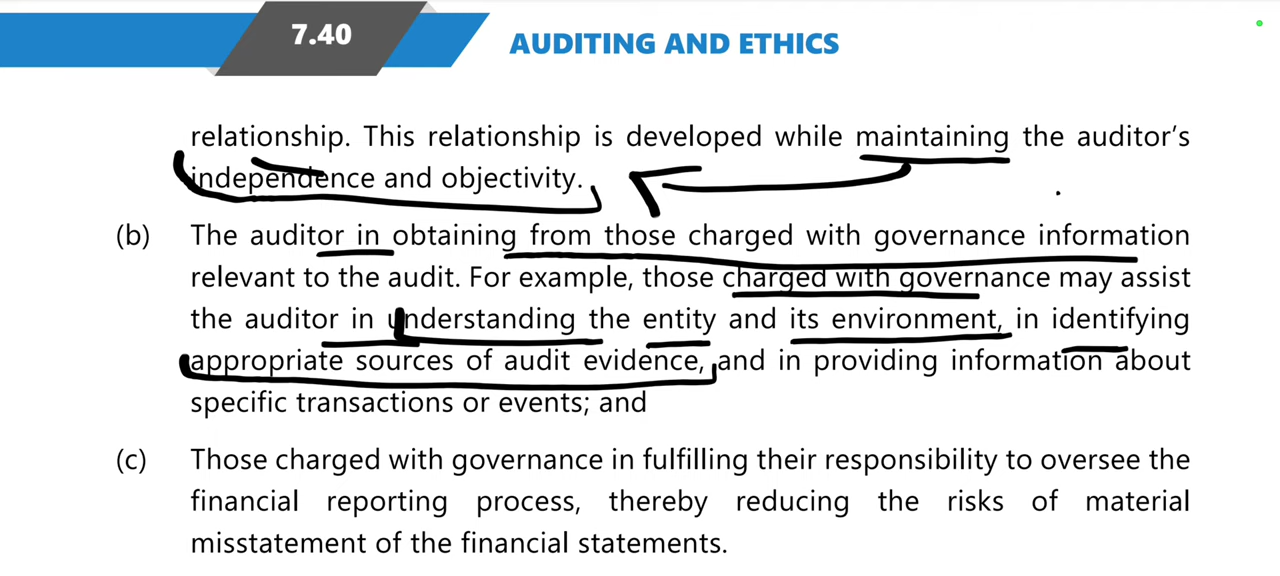 7.40
AUDITING AND ETHICS
relationship. This relationship is developed while maintaining the auditor’s
independence and objectivity.
(b) The auditor in obtaining from those charged with governance information
relevant to the audit. For example, those charged with governance may assist
the auditor in understanding the entity and its environment, in identifying
appropriate sources of audit evidence, and in providing information about
specific transactions or events; and
(c) Those charged with governance in fulfilling their responsibility to oversee the
financial reporting process, thereby reducing the risks of material
misstatement of the financial statements.